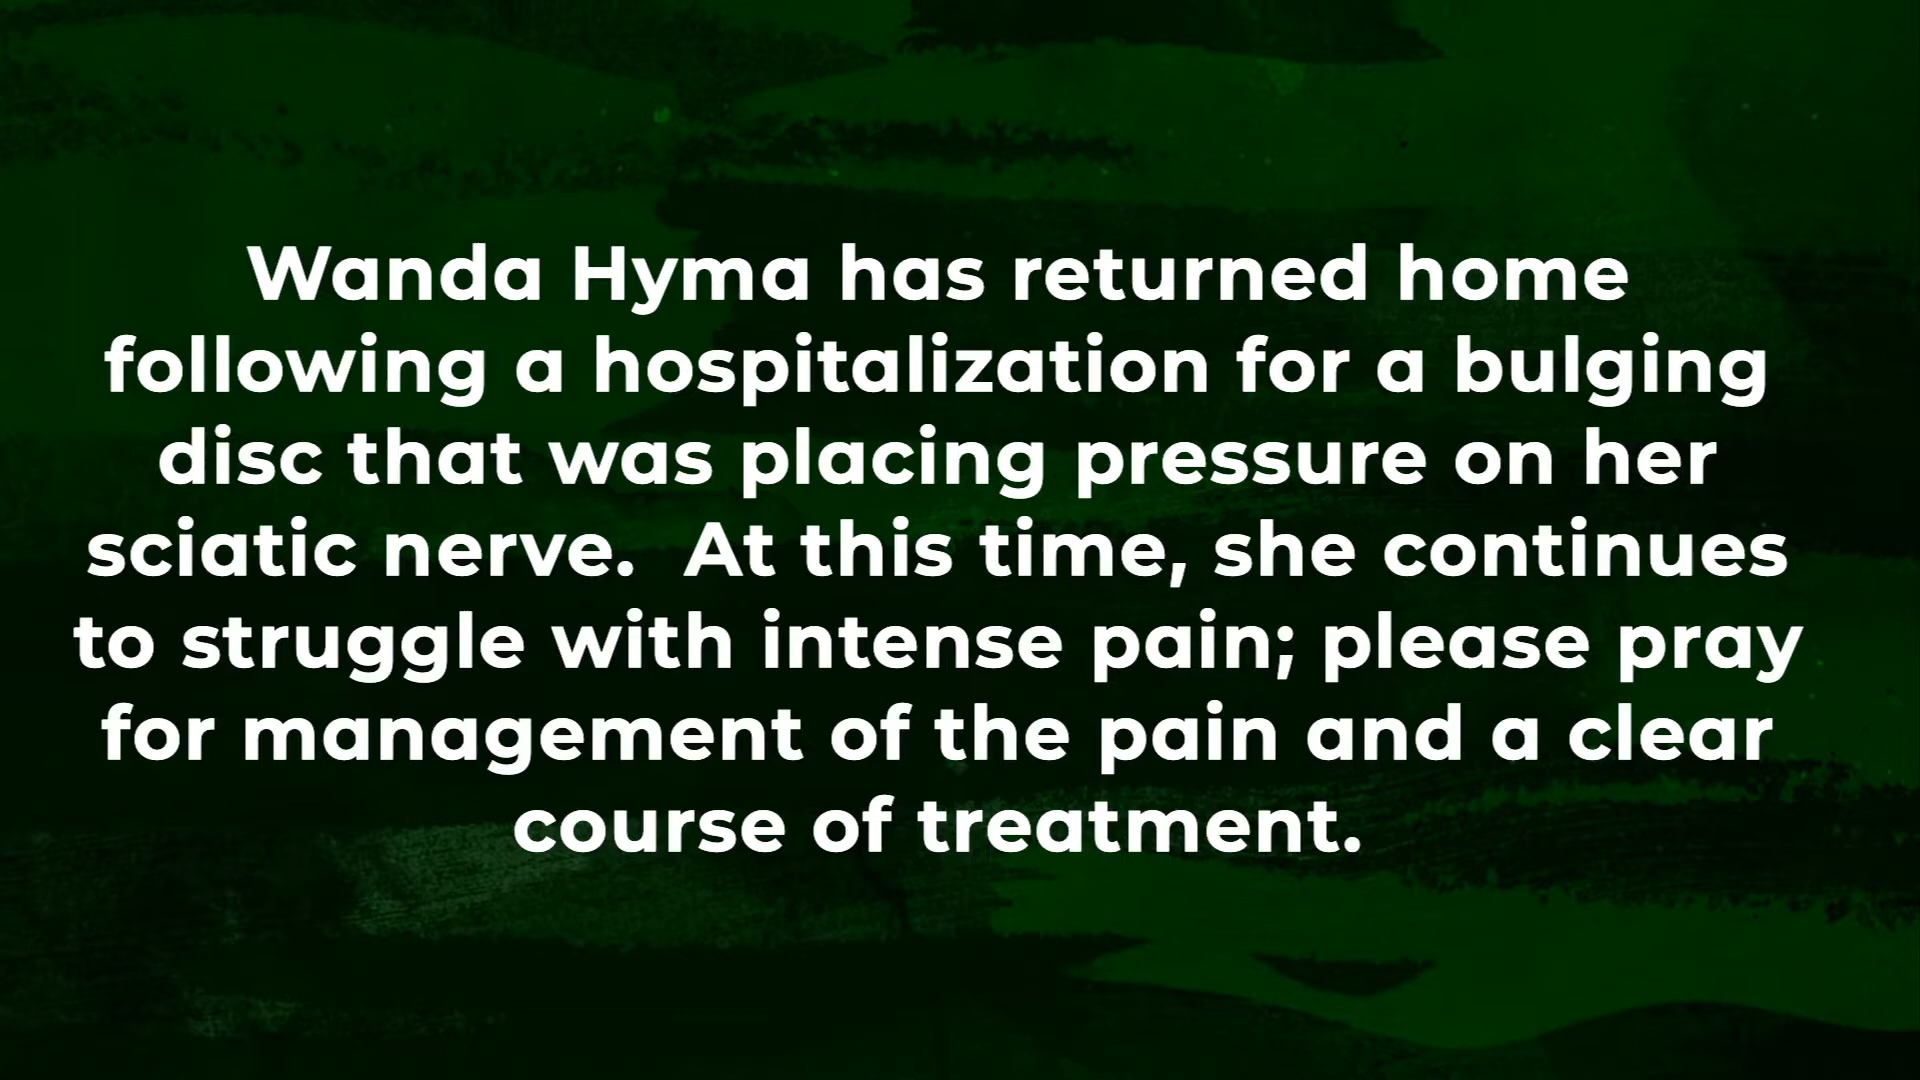 Wanda Hyma has returned home
following a hospitalization for a bulging
disc that was placing pressure on her
sciatic nerve.  At this time, she continues
to struggle with intense pain; please pray
for management of the pain and a clear
course of treatment.